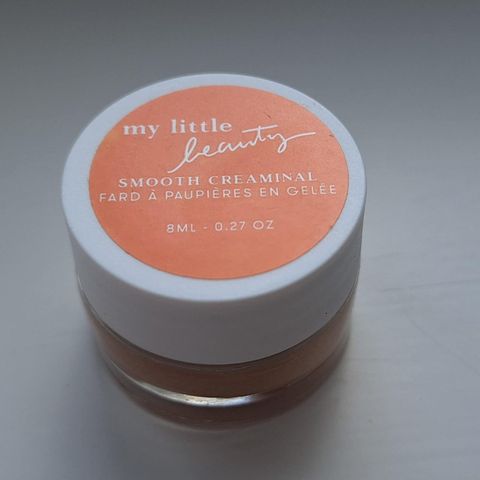 my little
beauty
SMOOTH CREAMINAL
FARD À PAUPIÈRES EN GELÉE
8ML - 0.27 OZ